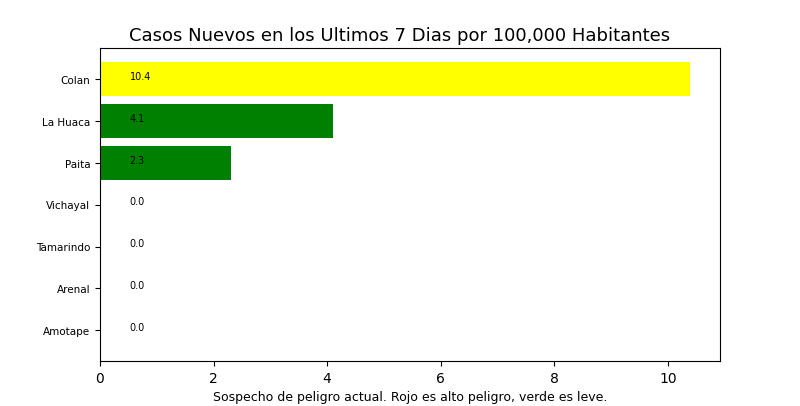 Casos Nuevos en los Ultimos 7 Dias por 100,000 Habitantes
Colan 10.4
La Huaca 4.1
Paita 2.3
Vichayal 0.0
Tamarindo 0.0
Arenal 0.0
Amotape 0.0
0 2 4 6 8 10
Sospecho de peligro actual. Rojo es alto peligro, verde es leve.